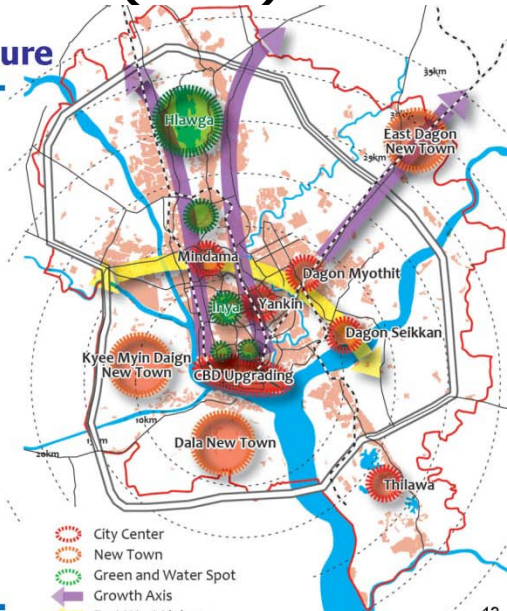 ure
35km
Hlawga
East Dagon
New Town
25km
Mindama
Dagon Myothit
Inya
Yankin
Dagon Seikkan
Kyee Myin Daign
New Town
CBD Upgrading
10km
Dala New Town
15km
20km
Thilawa
City Center
New Town
Green and Water Spot
Growth Axis